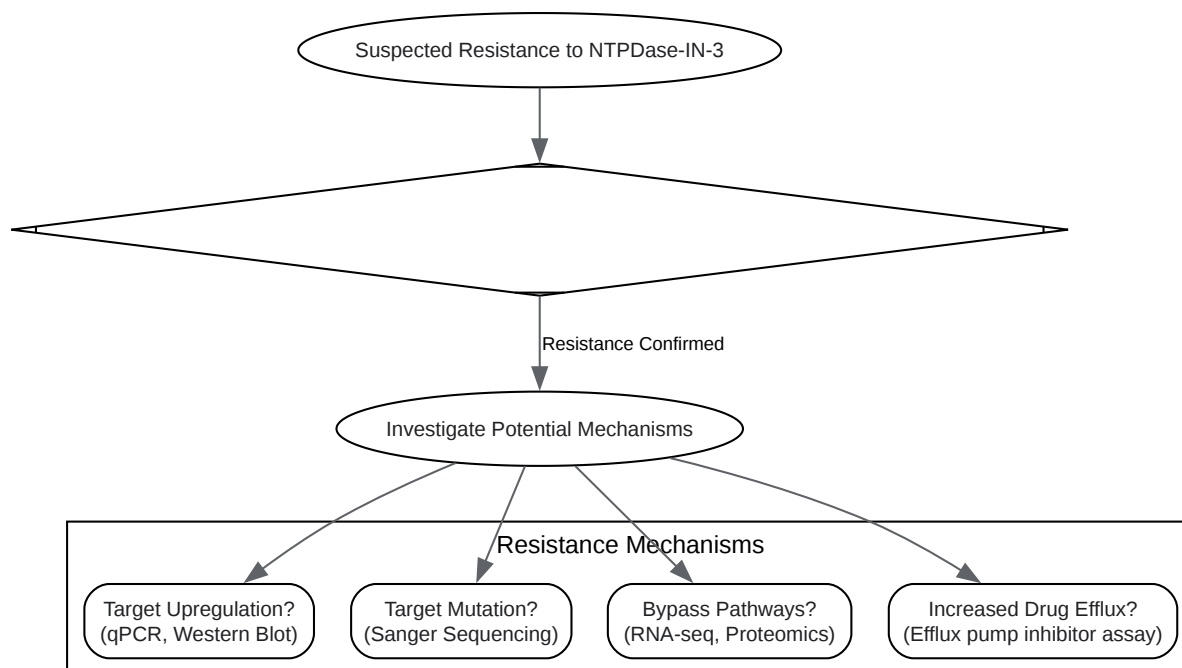 Suspected Resistance to NTPDase-IN-3
Resistance Confirmed
Investigate Potential Mechanisms
Resistance Mechanisms
Target Upregulation?
(qPCR, Western Blot)
Target Mutation?
(Sanger Sequencing)
Bypass Pathways?
(RNA-seq, Proteomics)
Increased Drug Efflux?
(Efflux pump inhibitor assay)